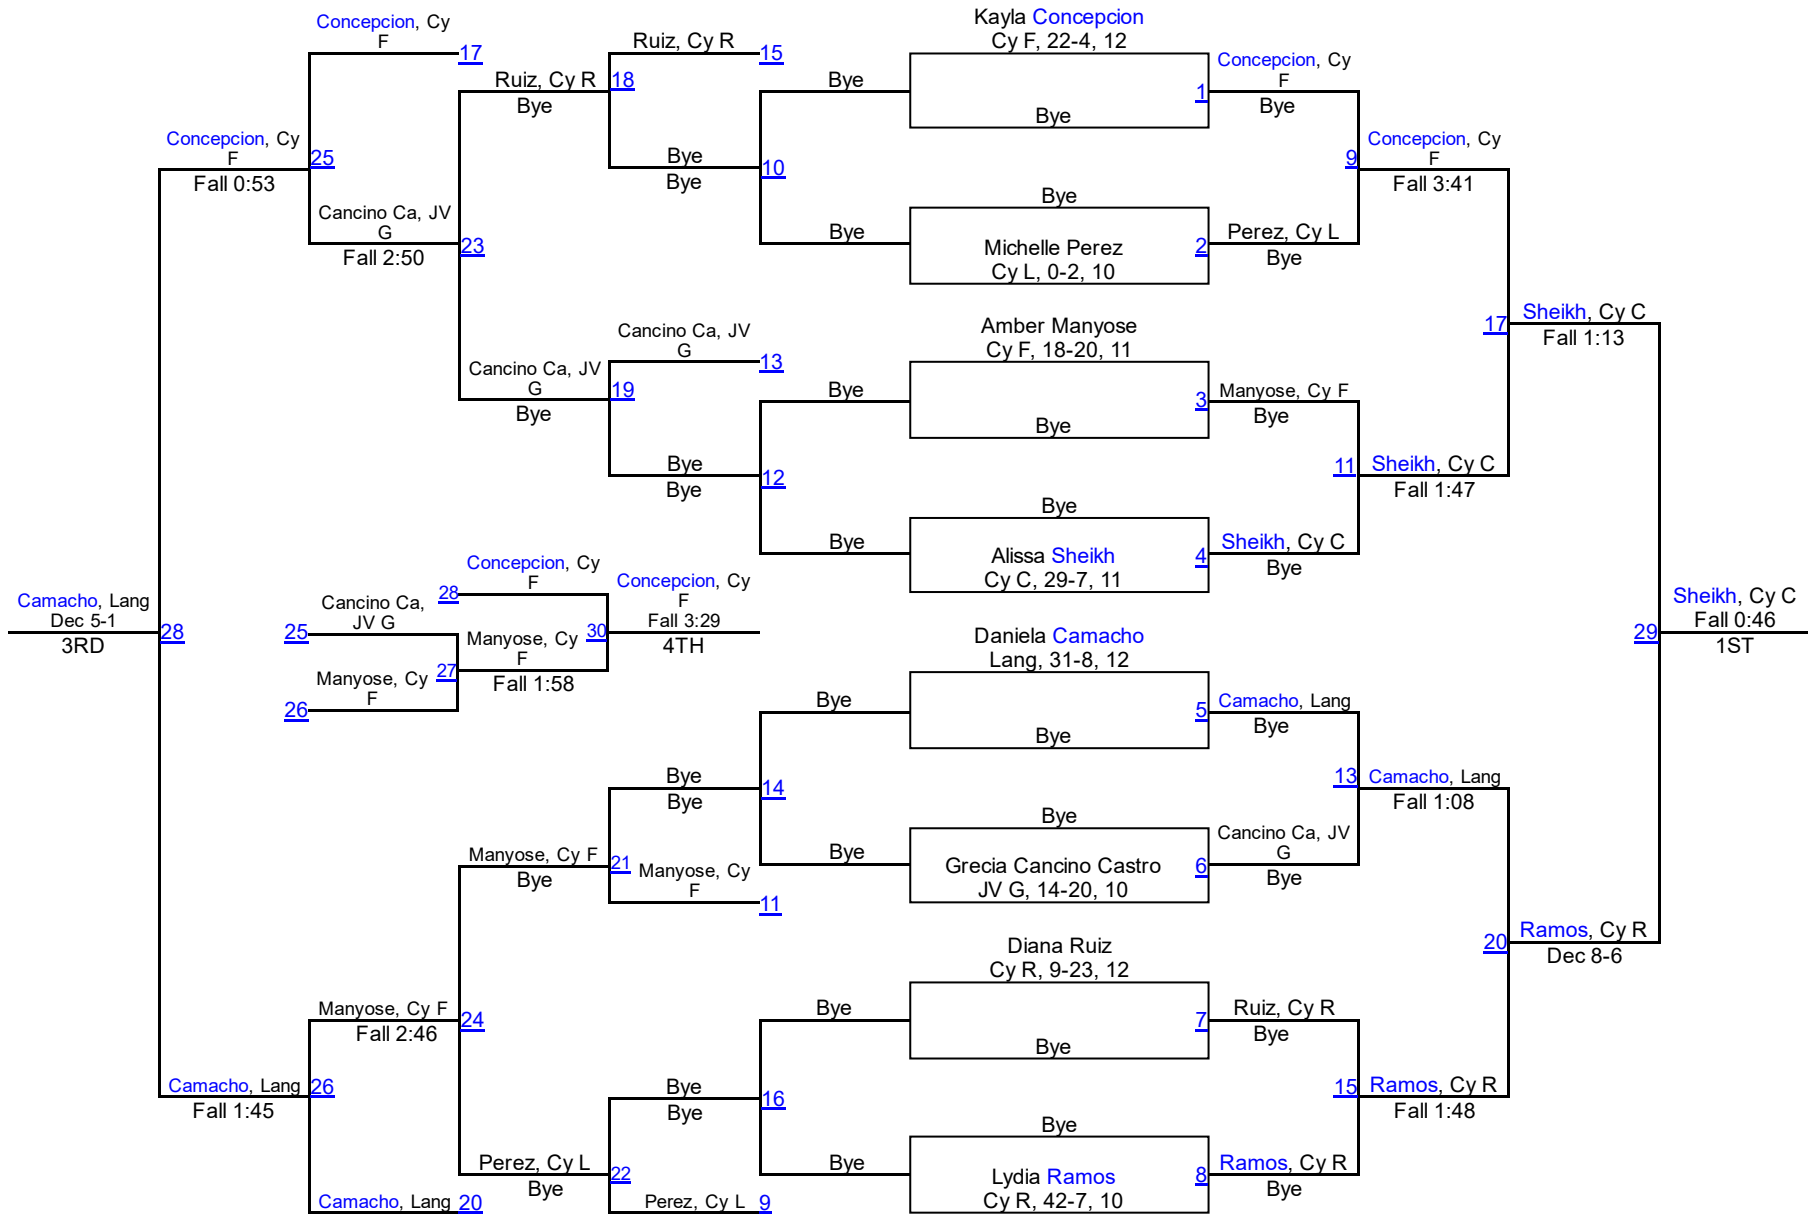 Concepcion, Cy
F
17
Ruiz, Cy R
15
Ruiz, Cy R
18
Bye
Kayla Concepcion
Cy F, 22-4, 12
Bye
1
Bye
Concepcion, Cy
F
Bye
Concepcion, Cy
F
25
Fall 0:53
Bye
10
Bye
9
Concepcion, Cy
F
Fall 3:41
Cancino Ca, JV
G
23
Fall 2:50
Bye
Bye
Michelle Perez
Cy L, 0-2, 10
2
Perez, Cy L
Bye
Cancino Ca, JV
G
13
Cancino Ca, JV
G
19
Bye
Amber Manyose
Cy F, 18-20, 11
Bye
3
Bye
Manyose, Cy F
Bye
17
Sheikh, Cy C
Fall 1:13
Bye
12
Bye
11
Sheikh, Cy C
Fall 1:47
Bye
Bye
Alissa Sheikh
Cy C, 29-7, 11
4
Sheikh, Cy C
Bye
Concepcion, Cy
F
28
Concepcion, Cy
F
Fall 3:29
30
4TH
Cancino Ca,
JV G
25
Manyose, Cy
F
27
Fall 1:58
Manyose, Cy
F
26
Camacho, Lang
Dec 5-1
28
3RD
Sheikh, Cy C
Fall 0:46
29
1ST
Daniela Camacho
Lang, 31-8, 12
Bye
5
Bye
Camacho, Lang
Bye
Bye
14
Bye
13
Camacho, Lang
Fall 1:08
Manyose, Cy F
21
Bye
Manyose, Cy
F
11
Bye
Bye
Grecia Cancino Castro
JV G, 14-20, 10
6
Cancino Ca, JV
G
Bye
Diana Ruiz
Cy R, 9-23, 12
20
Ramos, Cy R
Dec 8-6
Manyose, Cy F
24
Fall 2:46
Bye
7
Bye
Ruiz, Cy R
Bye
Camacho, Lang
26
Fall 1:45
Bye
16
Bye
15
Ramos, Cy R
Fall 1:48
Bye
Perez, Cy L
22
Bye
Bye
Lydia Ramos
Cy R, 42-7, 10
8
Ramos, Cy R
Bye
Camacho, Lang
20
Perez, Cy L
9